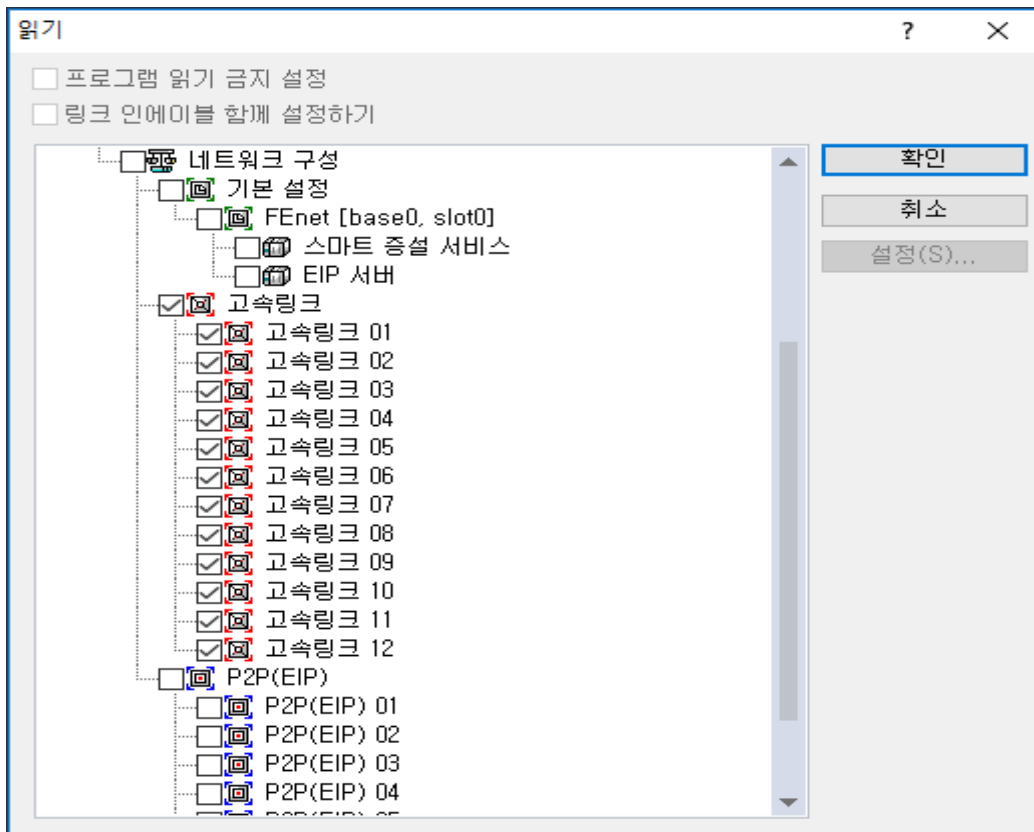 읽기
프로그램 읽기 금지 설정
링크 인에이블 함께 설정하기
네트워크 구성
기본 설정
FEnet [base0, slot0]
스마트 증설 서비스
EIP 서버
고속링크
고속링크 01
고속링크 02
고속링크 03
고속링크 04
고속링크 05
고속링크 06
고속링크 07
고속링크 08
고속링크 09
고속링크 10
고속링크 11
고속링크 12
P2P(EIP)
P2P(EIP) 01
P2P(EIP) 02
P2P(EIP) 03
P2P(EIP) 04
확인
취소
설정(S)...